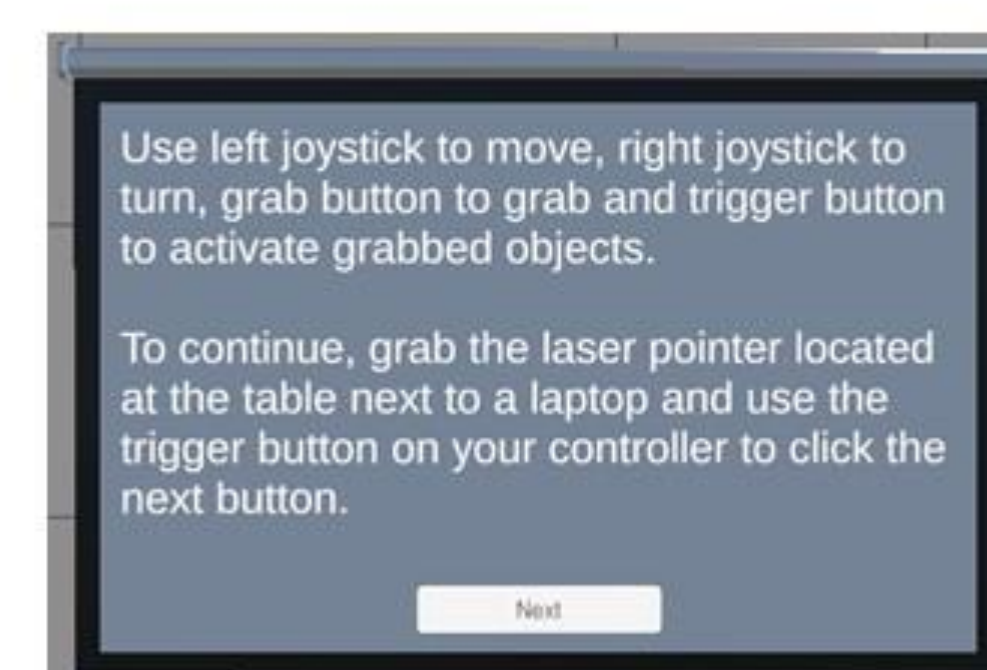 Use left joystick to move, right joystick to
turn, grab button to grab and trigger button
to activate grabbed objects.
To continue, grab the laser pointer located
at the table next to a laptop and use the
trigger button on your controller to click the
next button.
Next